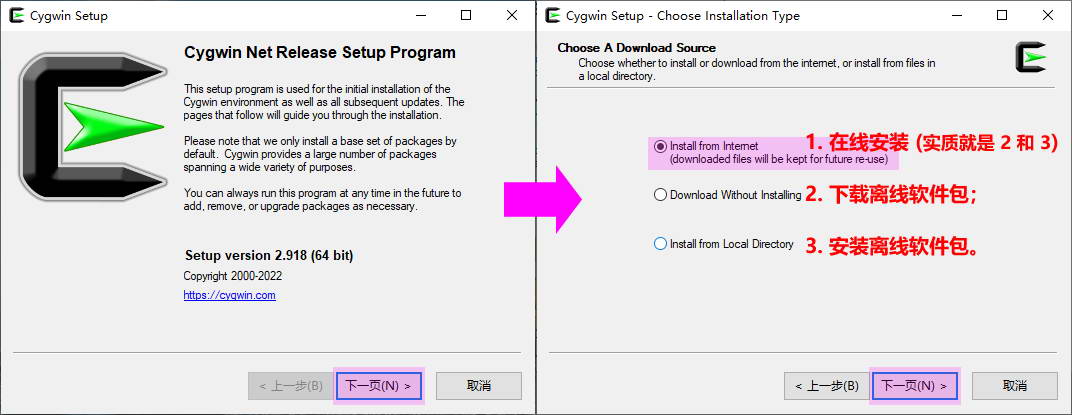 Cygwin Setup
Cygwin Net Release Setup Program
This setup program is used for the initial installation of the
Cygwin environment as well as all subsequent updates. The
pages that follow will guide you through the installation.
Please note that we only install a base set of packages by
default. Cygwin provides a large number of packages
spanning a wide variety of purposes.
You can always run this program at any time in the future to
add, remove, or upgrade packages as necessary.
Setup version 2.918 (64 bit)
Copyright 2000-2022
https://cygwin.com
< 上一步(B)
下一页(N) >
取消
Cygwin Setup - Choose Installation Type
Choose A Download Source
Choose whether to install or download from the internet, or install from files in
a local directory.
Install from Internet
(downloaded files will be kept for future re-use)
1. 在线安装 (实质就是 2 和 3)
Download Without Installing
2. 下载离线软件包；
Install from Local Directory
3. 安装离线软件包。
< 上一步(B)
下一页(N) >
取消